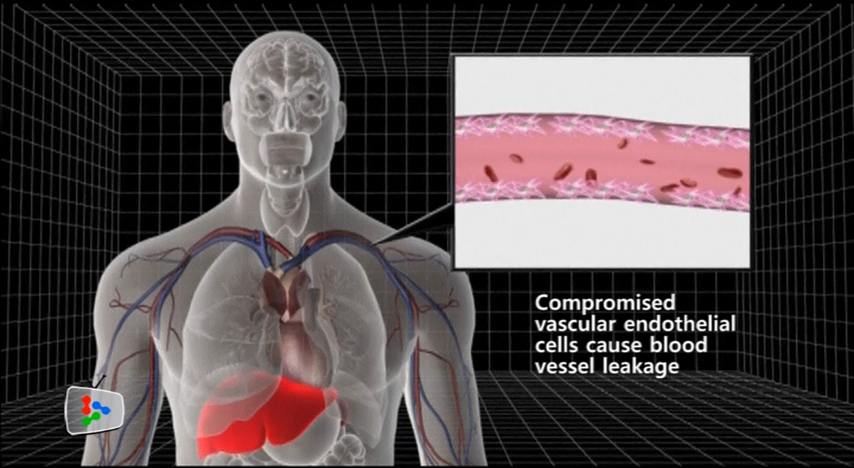 Compromised
vascular endothelial
cells cause blood
vessel leakage